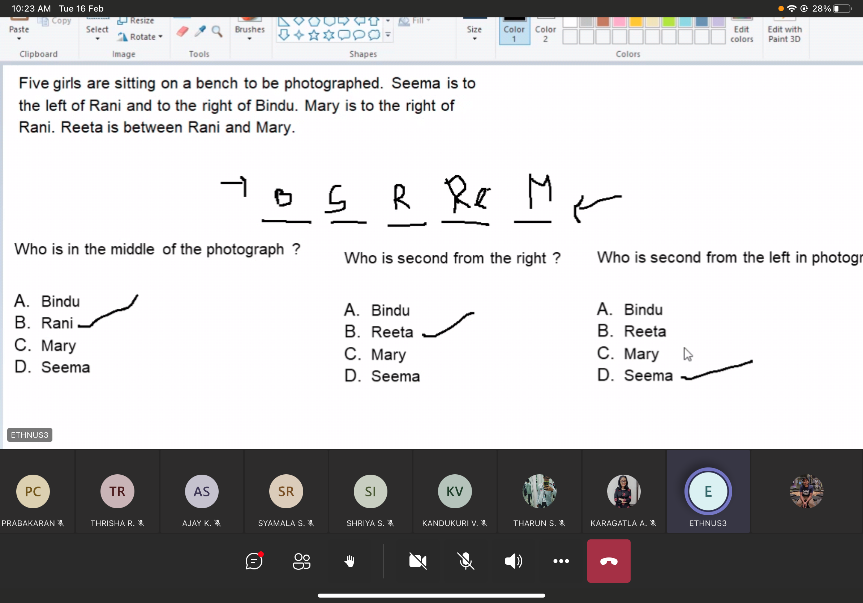 10:23 AM Tue 16 Feb
28%
Paste
Copy
Select
Resize
Rotate
Brushes
Fill
Size
Color 1
Color 2
Edit colors
Edit with Paint 3D
Clipboard
Image
Tools
Shapes
Colors
Five girls are sitting on a bench to be photographed. Seema is to
the left of Rani and to the right of Bindu. Mary is to the right of
Rani. Reeta is between Rani and Mary.
B S R Re M
Who is in the middle of the photograph ?
A. Bindu
B. Rani
C. Mary
D. Seema
Who is second from the right ?
A. Bindu
B. Reeta
C. Mary
D. Seema
Who is second from the left in photogr
A. Bindu
B. Reeta
C. Mary
D. Seema
ETHNUS3
PC
PRABAKARAN
TR
THRISHA R.
AS
AJAY K.
SR
SYAMALA S.
SI
SHRIYA S.
KV
KANDUKURI V.
THARUN S.
KARAGATLA A.
E
ETHNUS3